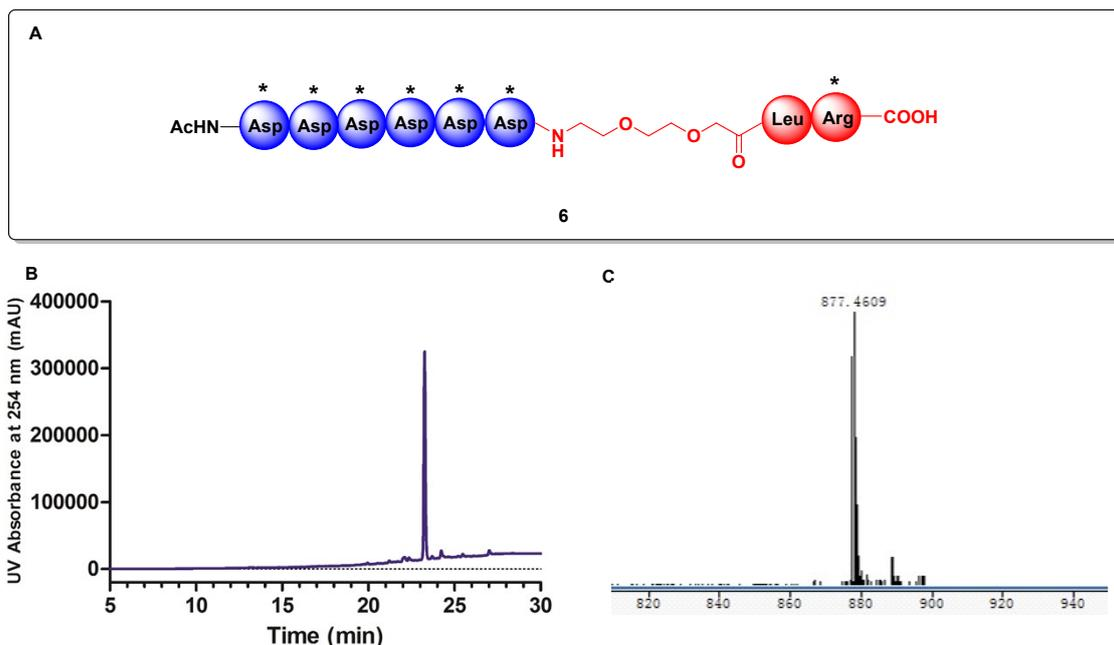 A
* * * * * * *
AcHN Asp Asp Asp Asp Asp Asp N H O O O Leu Arg COOH
6
B
C
UV Absorbance at 254 nm (mAU)
400000
300000
200000
100000
0
5 10 15 20 25 30
Time (min)
877.4609
820 840 860 880 900 920 940